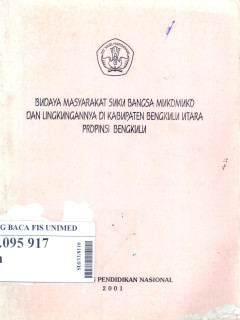 BUDAYA MASYARAKAT SUKU BANGSA MUKOMUKO
DAN LINGKUNGANNYA DI KABUPATEN BENGKULU UTARA
PROPINSI BENGKULU
G BACA FIS UNIMED
.095 917
PENDIDIKAN NASIONAL
2001